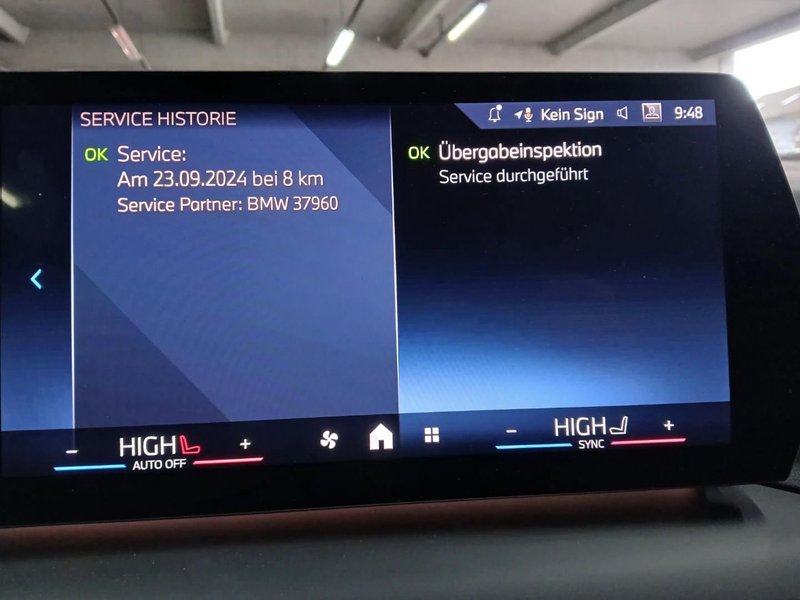 SERVICE HISTORIE
Kein Sign 9:48
OK Service:
Am 23.09.2024 bei 8 km
Service Partner: BMW 37960
OK Übergabeinspektion
Service durchgeführt
- HIGH +
AUTO OFF
- HIGH +
SYNC